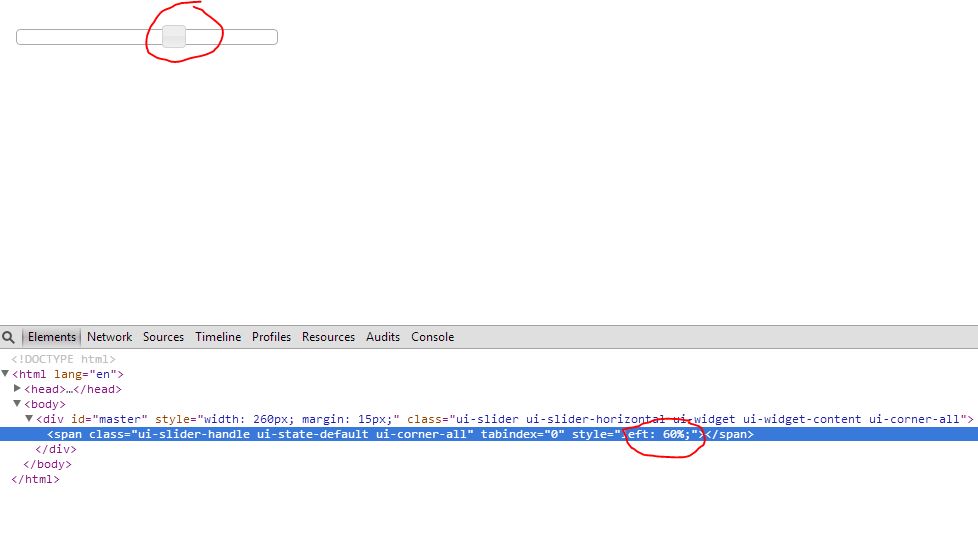 Elements Network Sources Timeline Profiles Resources Audits Console
<!DOCTYPE html>
<html lang="en">
<head>…</head>
<body>
<div id="master" style="width: 260px; margin: 15px;" class="ui-slider ui-slider-horizontal ui-widget ui-widget-content ui-corner-all">
<span class="ui-slider-handle ui-state-default ui-corner-all" tabindex="0" style="left: 60%;"></span>
</div>
</body>
</html>